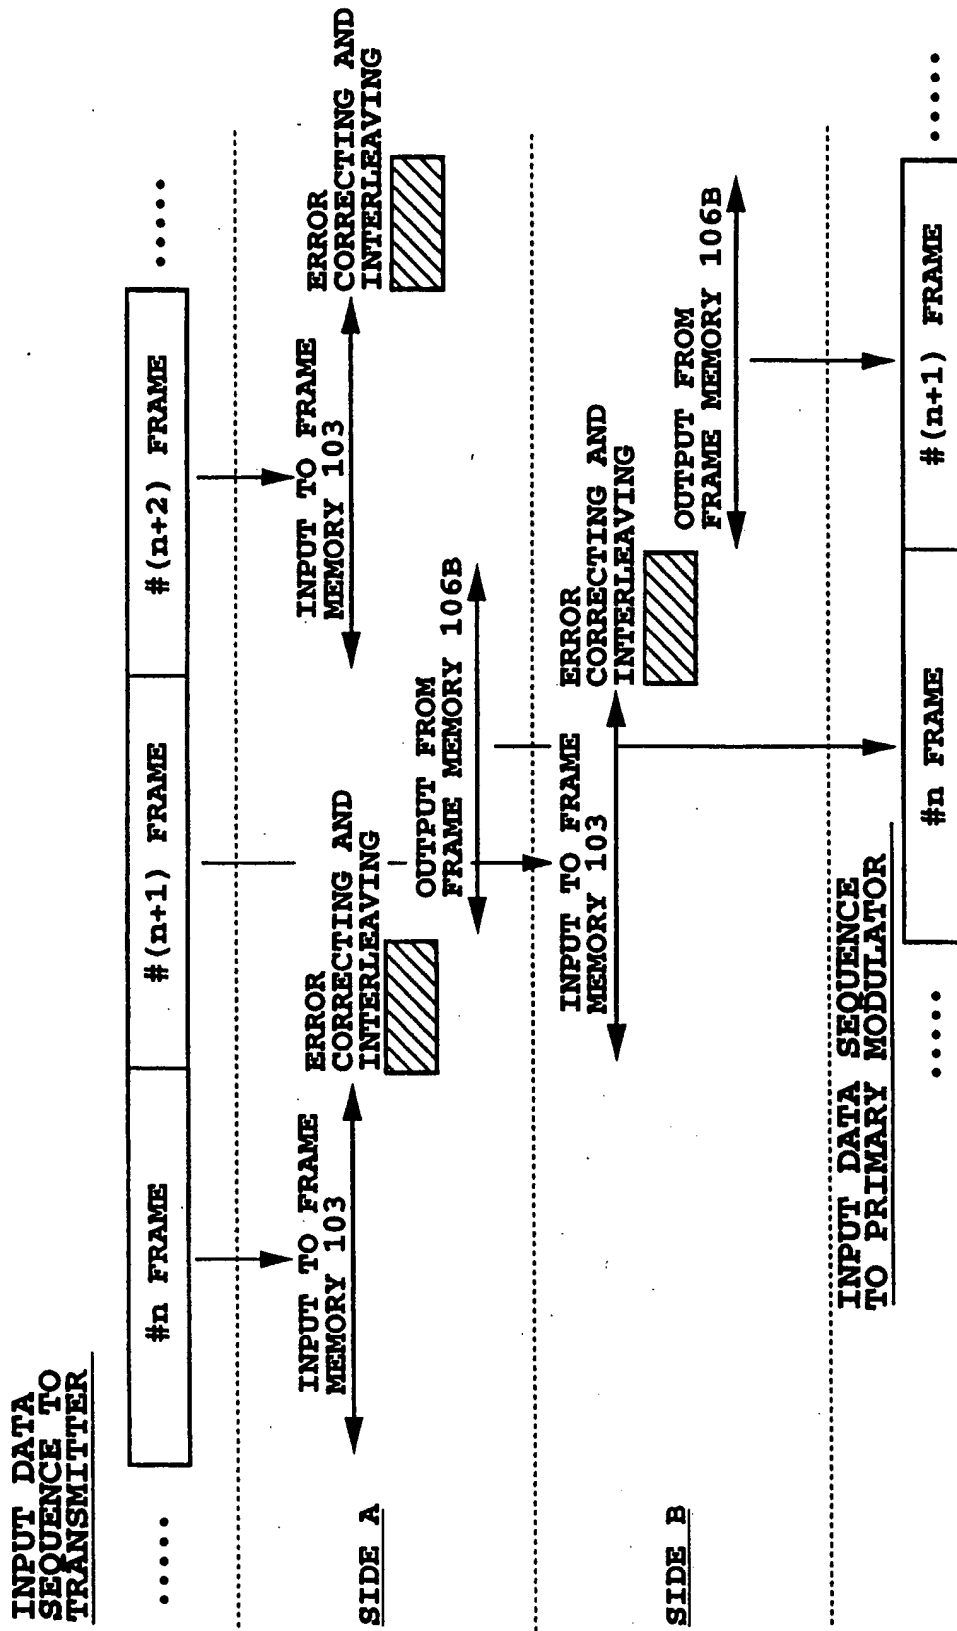 INPUT DATA
SEQUENCE TO
TRANSMITTER
.....
#n FRAME
#(n+1) FRAME
#(n+2) FRAME
.....
SIDE A
INPUT TO FRAME
MEMORY 103
ERROR
CORRECTING AND
INTERLEAVING
OUTPUT FROM
FRAME MEMORY 106B
INPUT TO FRAME
MEMORY 103
ERROR
CORRECTING AND
INTERLEAVING
SIDE B
INPUT TO FRAME
MEMORY 103
ERROR
CORRECTING AND
INTERLEAVING
OUTPUT FROM
FRAME MEMORY 106B
INPUT DATA SEQUENCE
TO PRIMARY MODULATOR
.....
#n FRAME
#(n+1) FRAME
.....